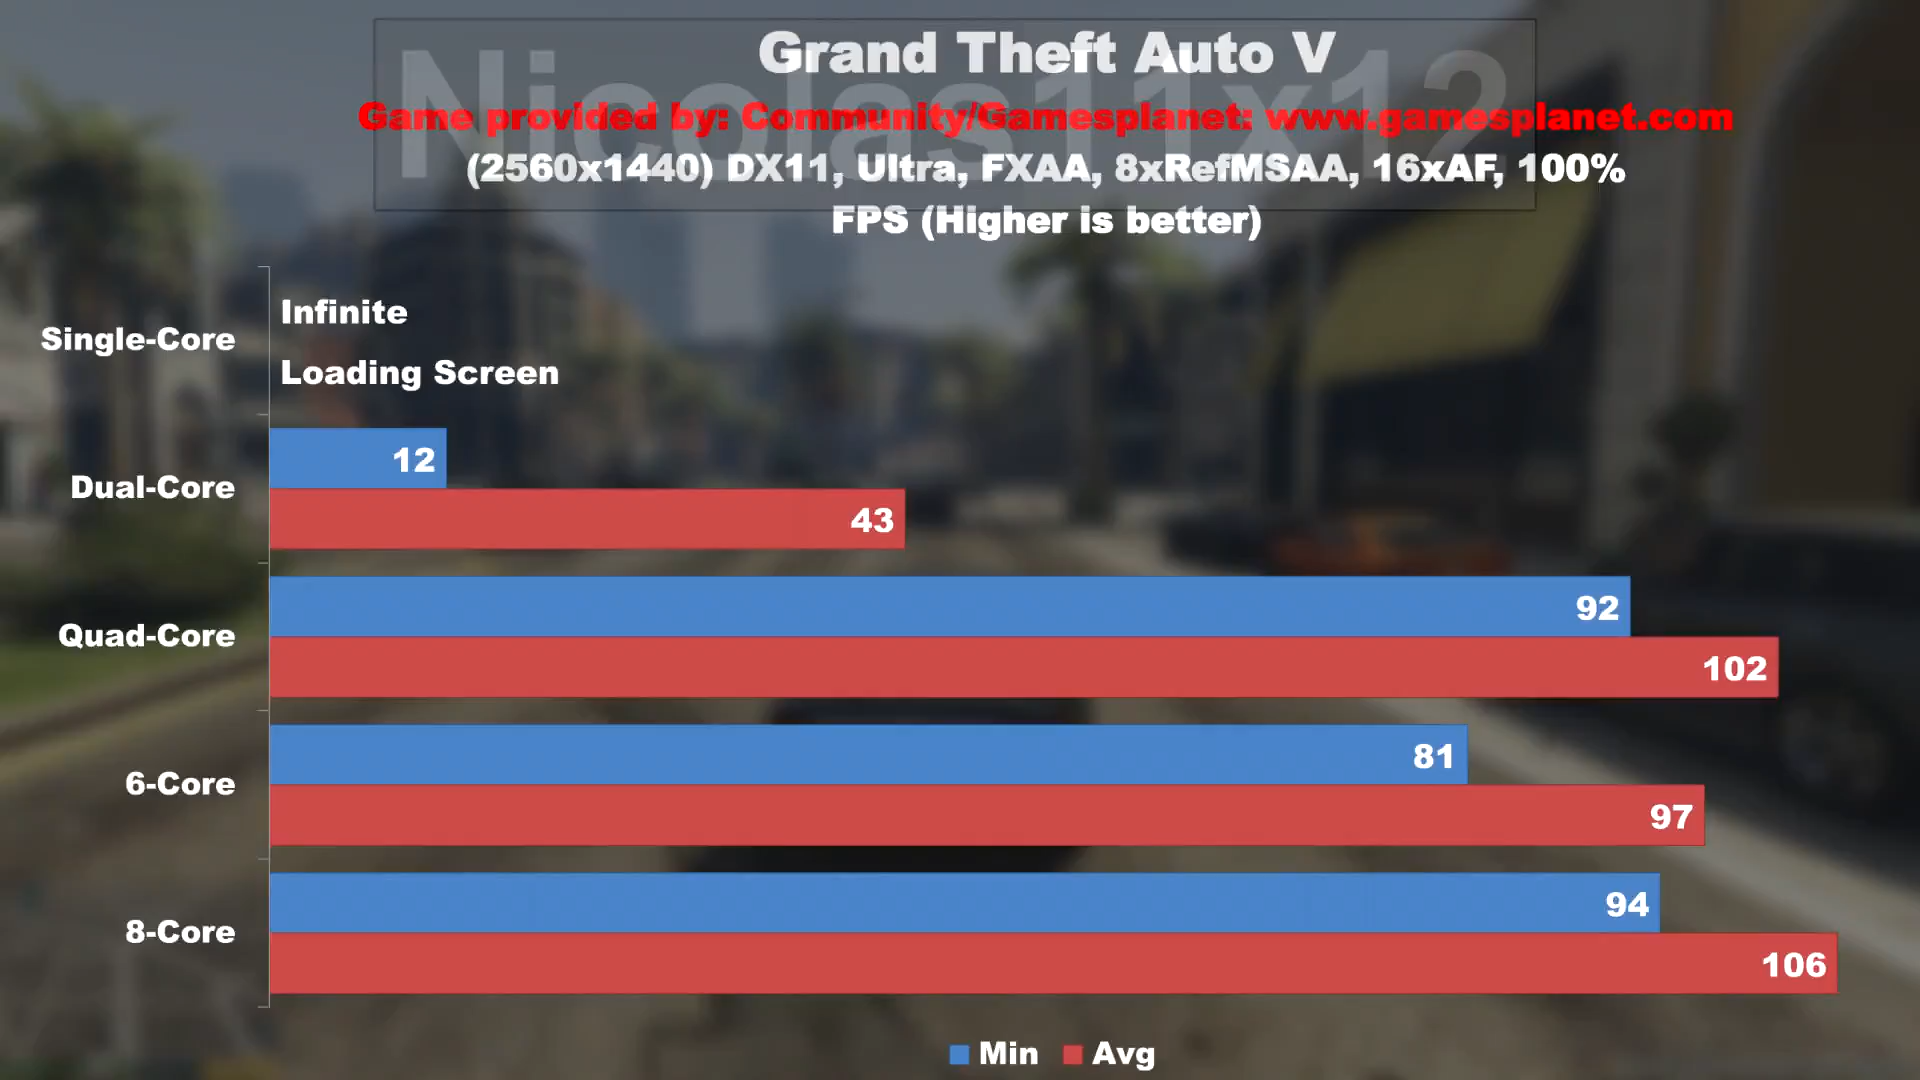 Nicolas11x12
Grand Theft Auto V
Game provided by: Community/Gamesplanet: www.gamesplanet.com
(2560x1440) DX11, Ultra, FXAA, 8xRefMSAA, 16xAF, 100%
FPS (Higher is better)
Single-Core
Infinite
Loading Screen
Dual-Core
12
43
Quad-Core
92
102
6-Core
81
97
8-Core
94
106
Min Avg